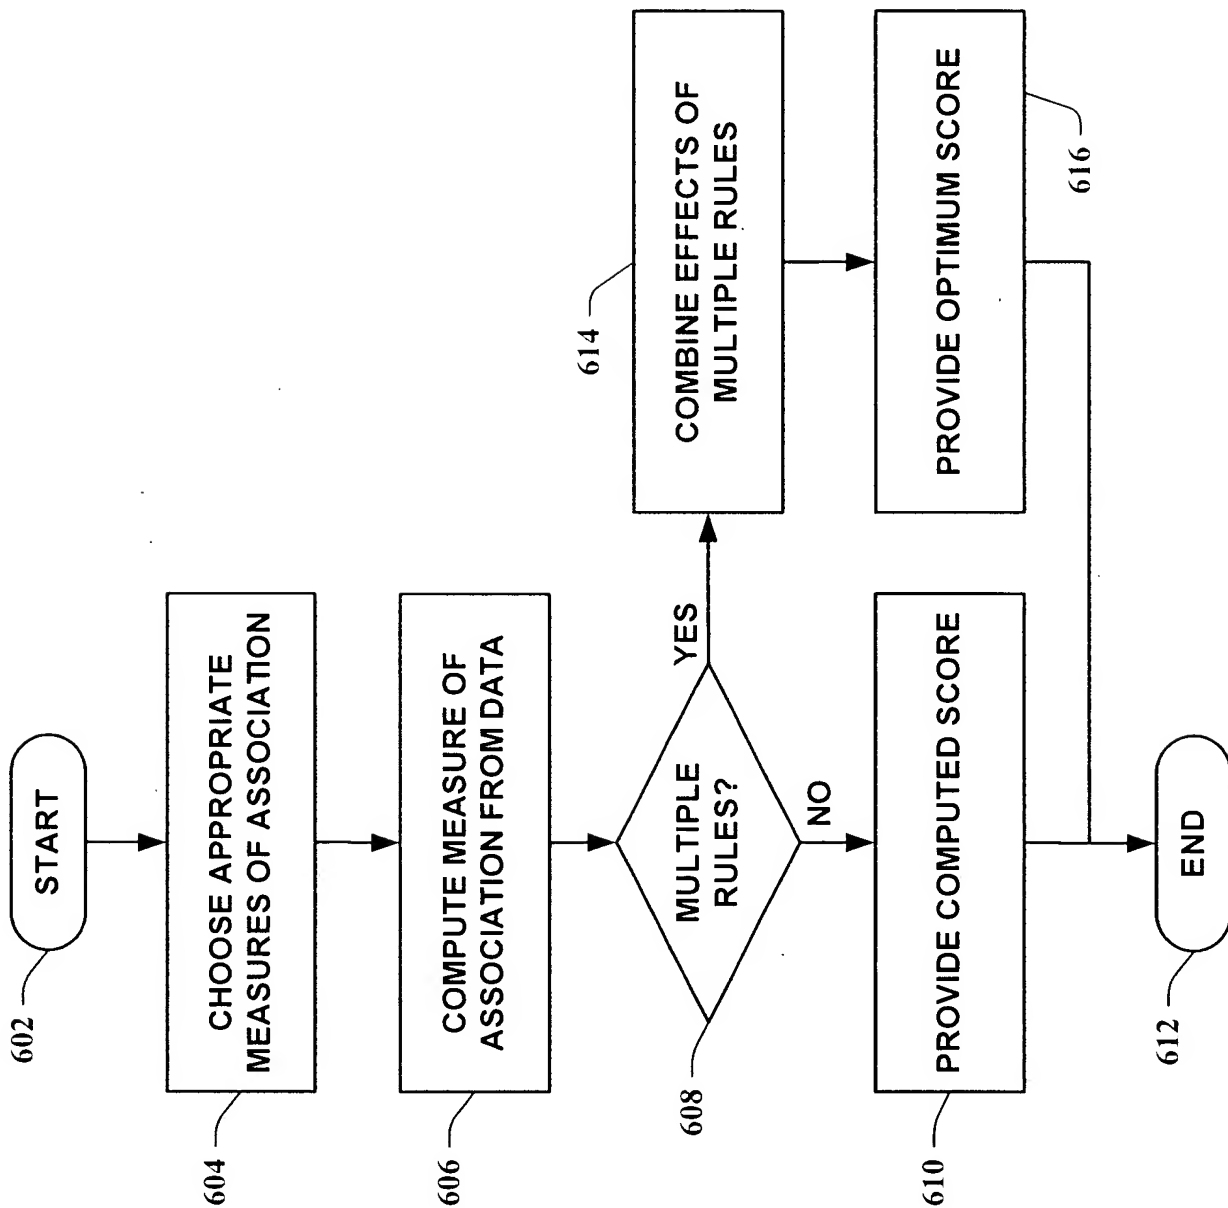 START
602
CHOOSE APPROPRIATE
MEASURES OF ASSOCIATION
604
COMPUTE MEASURE OF
ASSOCIATION FROM DATA
606
MULTIPLE
RULES?
608
YES
NO
614
COMBINE EFFECTS OF
MULTIPLE RULES
PROVIDE OPTIMUM SCORE
616
PROVIDE COMPUTED SCORE
610
END
612